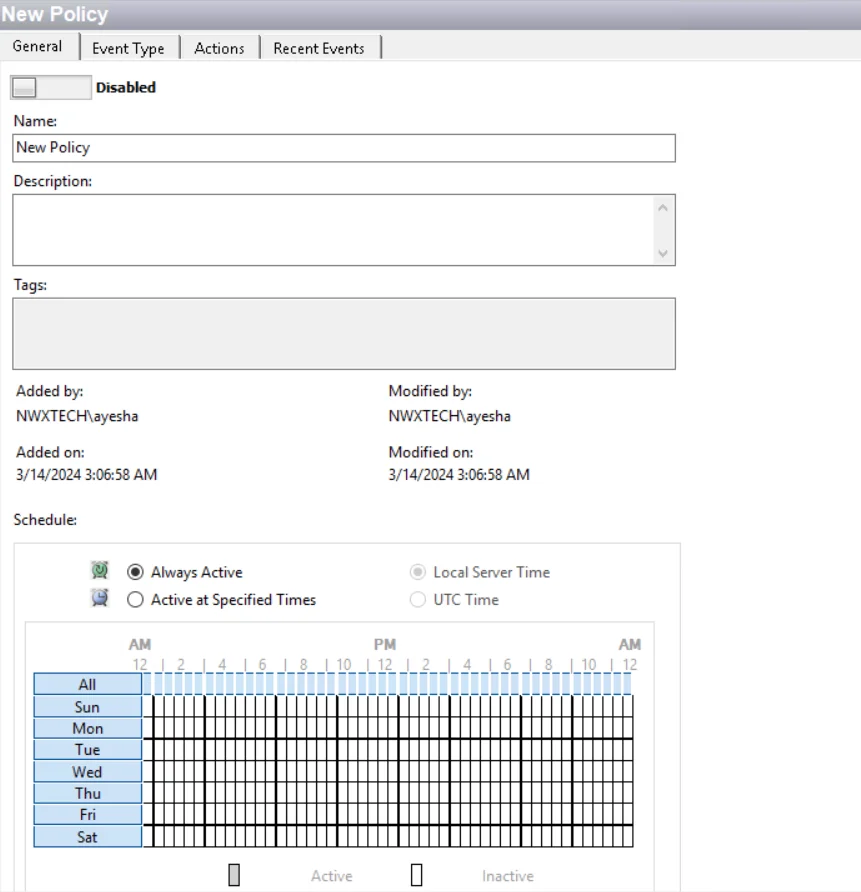 New Policy
General Event Type Actions Recent Events
Disabled
Name:
New Policy
Description:
Tags:
Added by: Modified by:
NWXTECH\ayesha NWXTECH\ayesha
Added on: Modified on:
3/14/2024 3:06:58 AM 3/14/2024 3:06:58 AM
Schedule:
Always Active Local Server Time
Active at Specified Times UTC Time
AM PM AM
12 | 2 | 4 | 6 | 8 | 10 | 12 | 2 | 4 | 6 | 8 | 10 | 12
All
Sun
Mon
Tue
Wed
Thu
Fri
Sat
Active Inactive